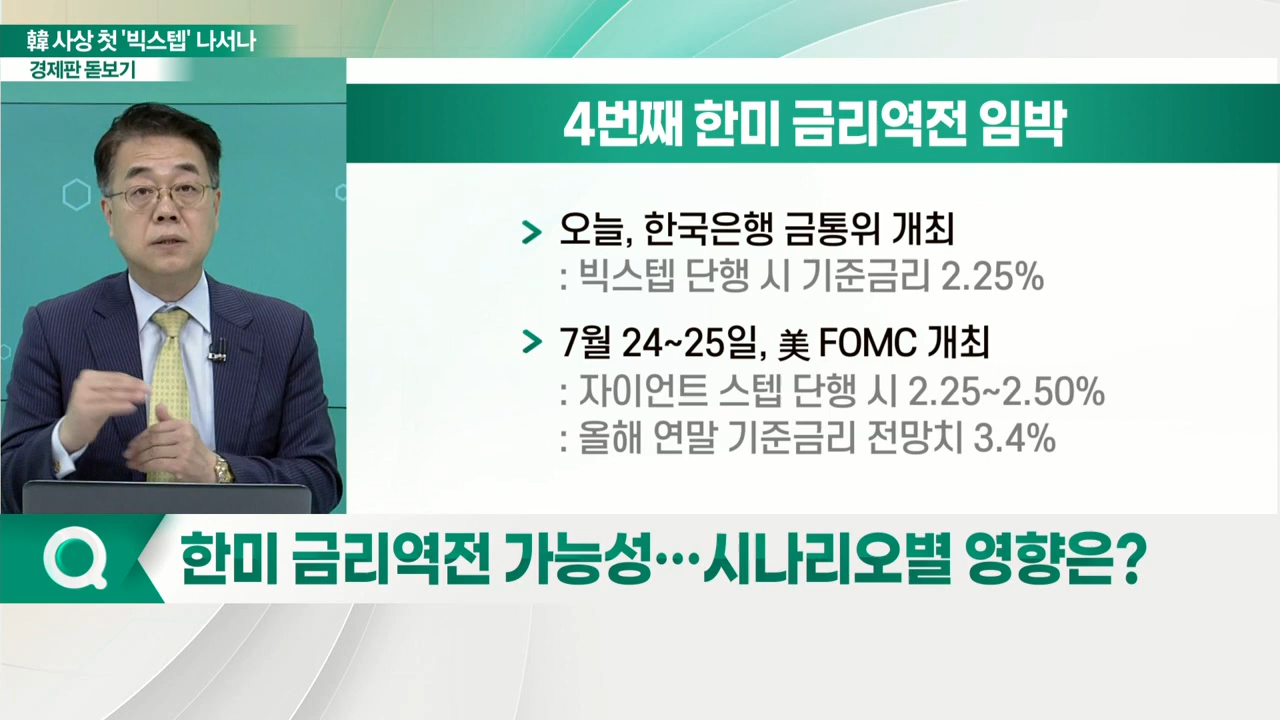 韓 사상 첫 '빅스텝' 나서나
경제판 돋보기
4번째 한미 금리역전 임박
오늘, 한국은행 금통위 개최
: 빅스텝 단행 시 기준금리 2.25%
7월 24~25일, 美 FOMC 개최
: 자이언트 스텝 단행 시 2.25~2.50%
: 올해 연말 기준금리 전망치 3.4%
한미 금리역전 가능성…시나리오별 영향은?